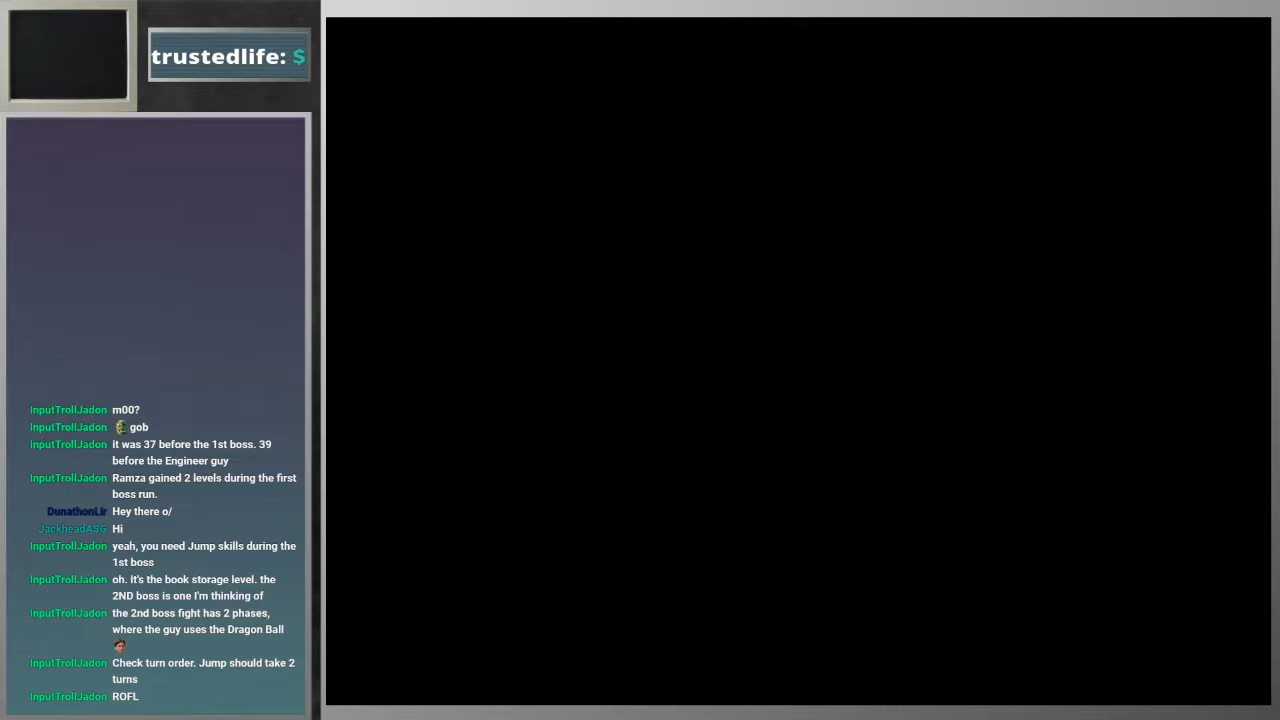 trustedlife: $
InputTrollJadon m00?
InputTrollJadon gob
InputTrollJadon it was 37 before the 1st boss. 39
before the Engineer guy
InputTrollJadon Ramza gained 2 levels during the first
boss run.
DunathonLir Hey there o/
JackheadASG Hi
InputTrollJadon yeah, you need Jump skills during the
1st boss
InputTrollJadon oh. it's the book storage level. the
2ND boss is one I'm thinking of
InputTrollJadon the 2nd boss fight has 2 phases,
where the guy uses the Dragon Ball
InputTrollJadon Check turn order. Jump should take 2
turns
InputTrollJadon ROFL